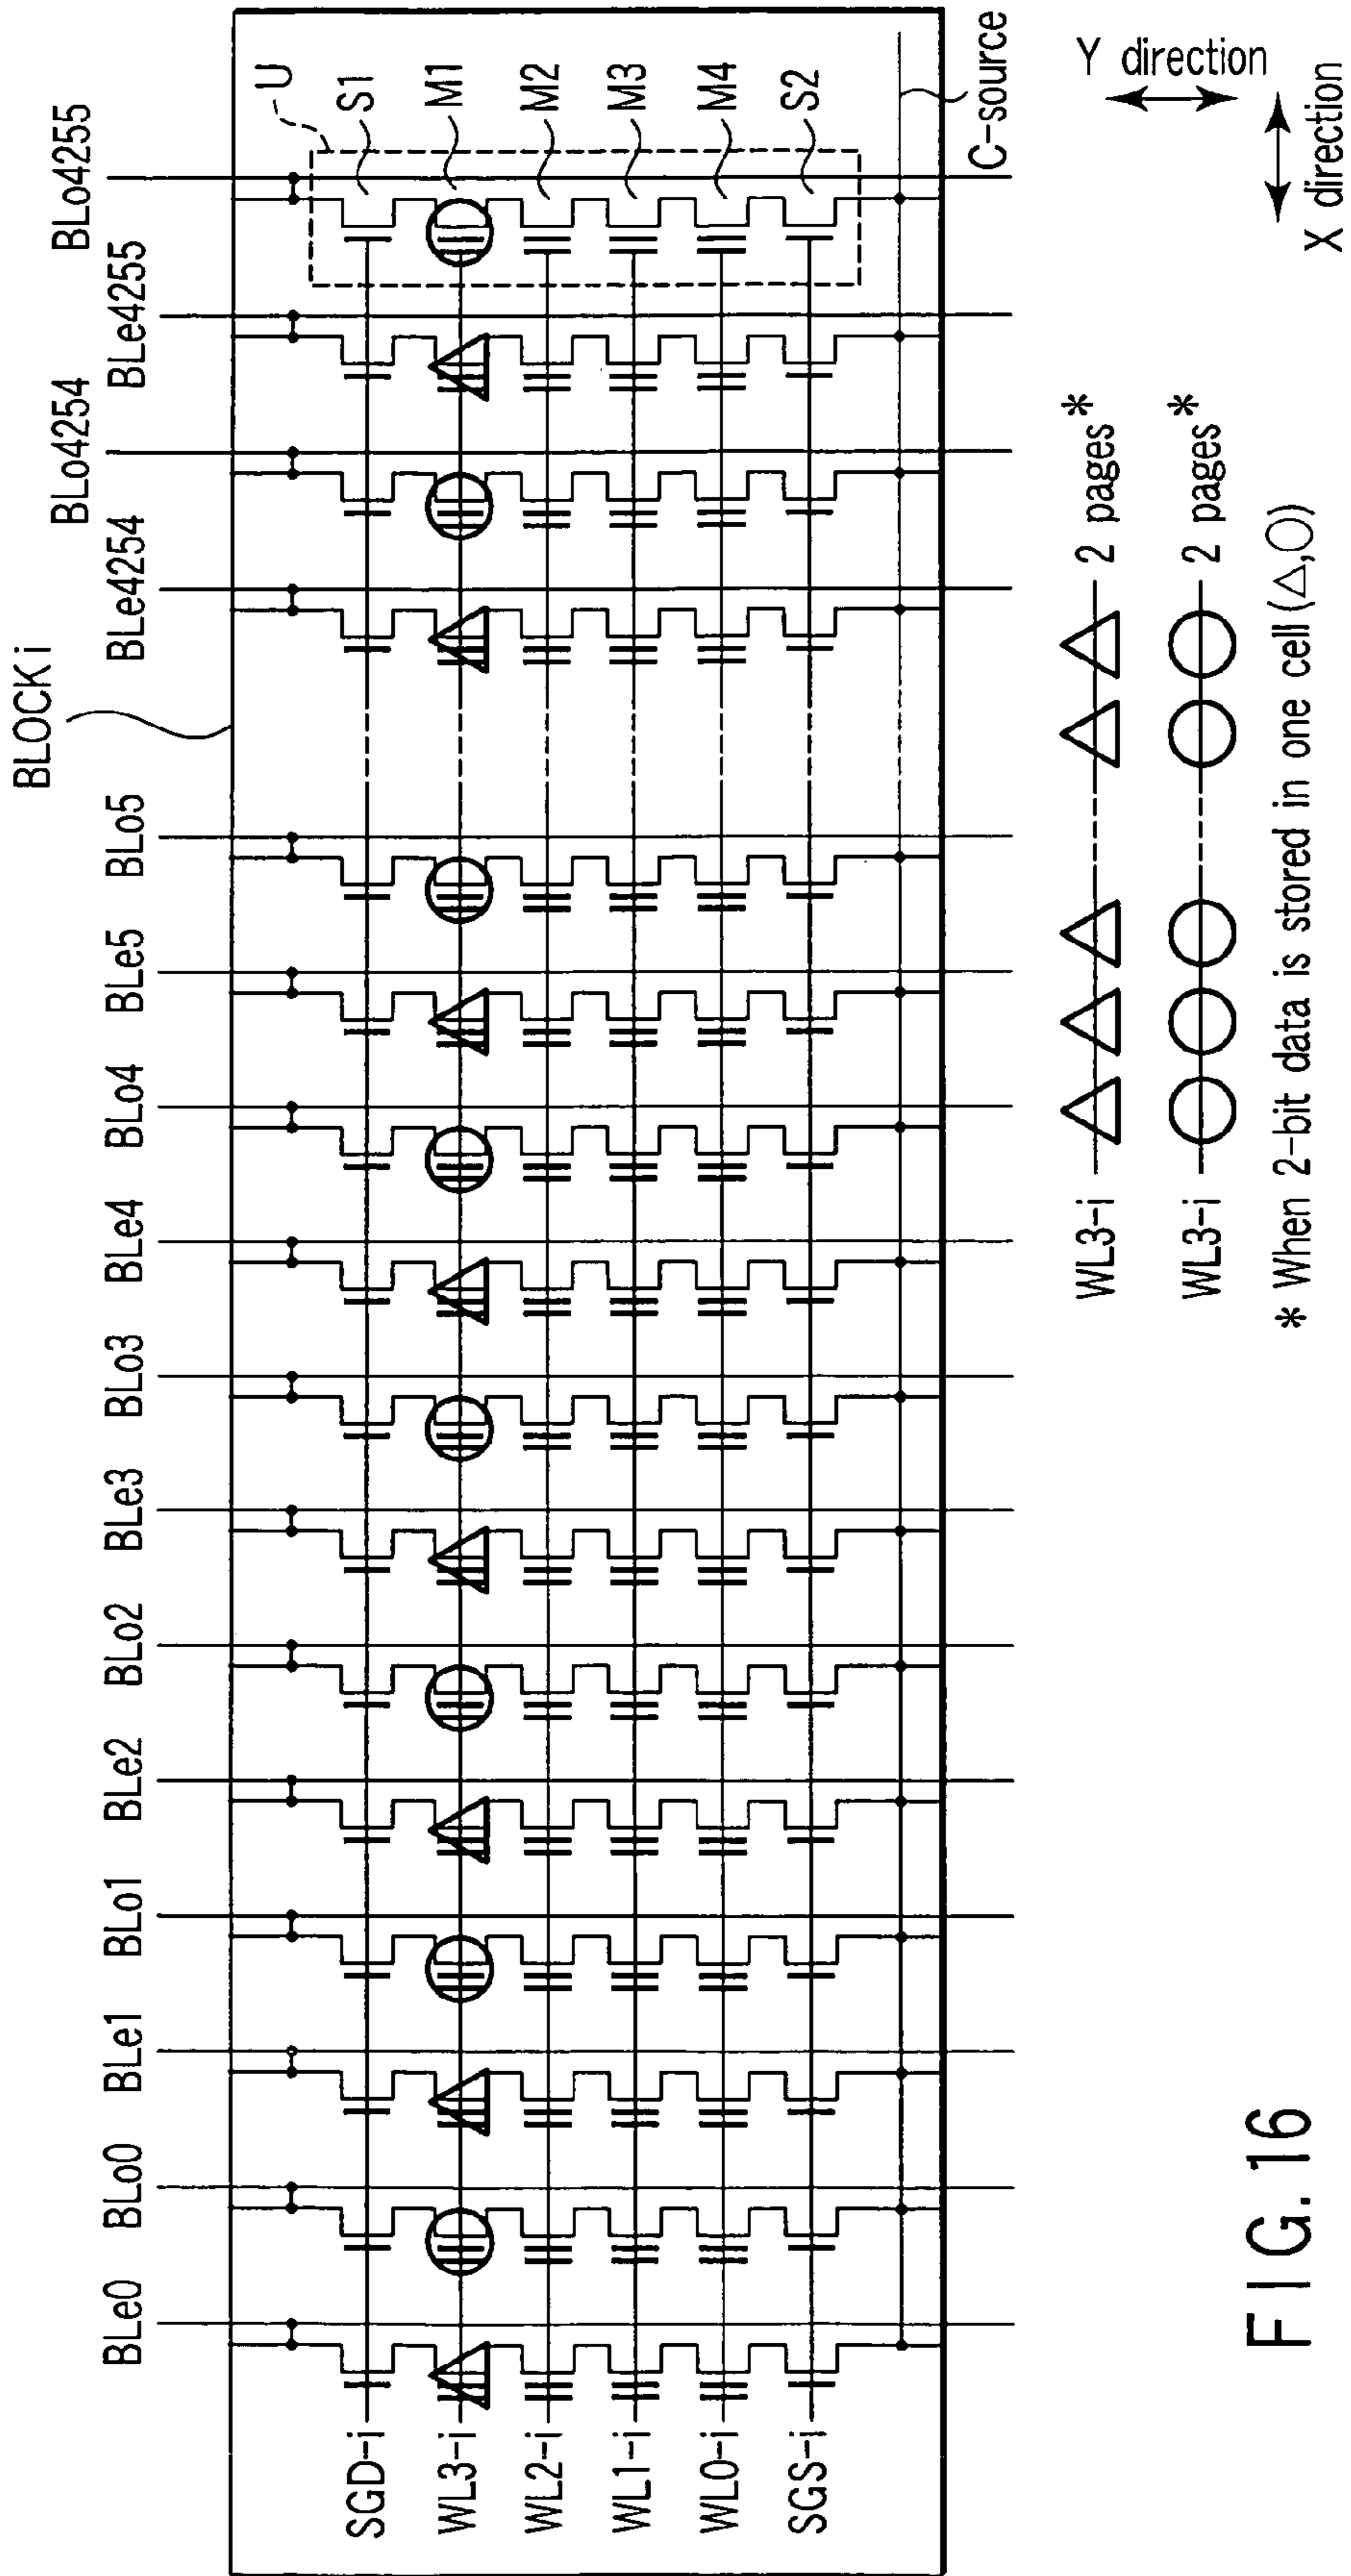 BLOCKi
BLe0 BLo0 BLe1 BLo1 BLe2 BLo2 BLe3 BLo3 BLe4 BLo4 BLe5 BLo5 BLe4254 BLo4254 BLe4255 BLo4255
U
SGD-i S1
WL3-i M1
WL2-i M2
WL1-i M3
WL0-i M4
SGS-i S2
C-source
WL3-i 2 pages*
WL3-i 2 pages*
* When 2-bit data is stored in one cell (△,○)
Y direction
X direction
FIG. 16